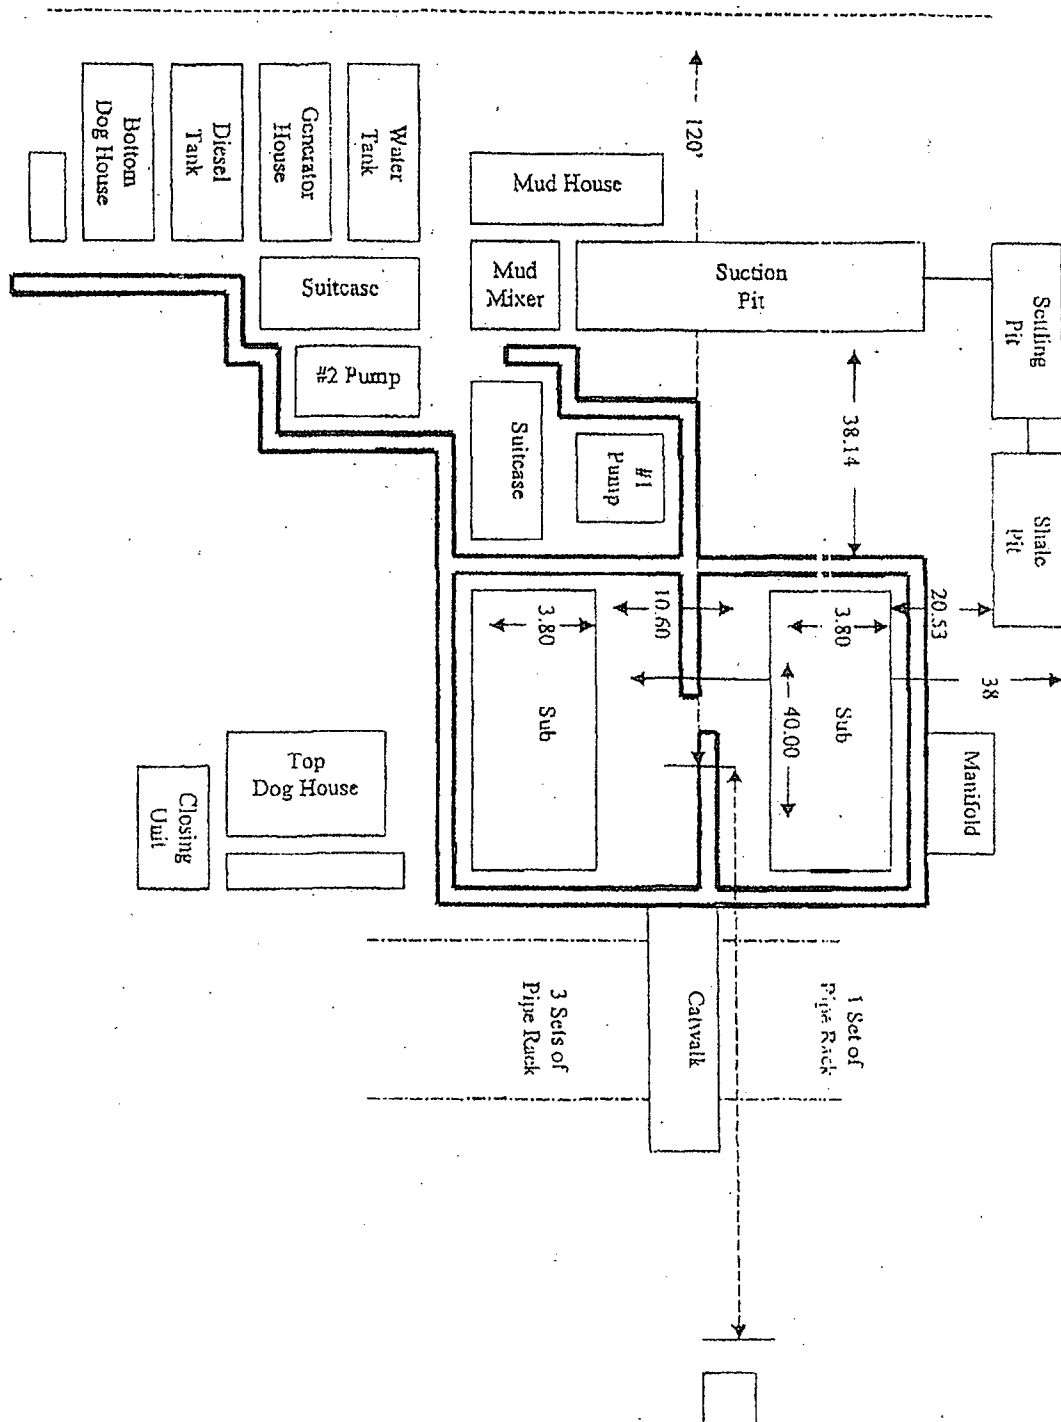 Bottom
Dog House
Diesel
Tank
Generator
House
Water
Tank
120'
Mud House
Suitcase
Mud
Mixer
Suction
Pit
Settling
Pit
#2 Pump
Suitcase
#1
Pump
38.14
Shale
Pit
3.80
10.60
3.80
20.53
38
Sub
40.00
Sub
Manifold
Top
Dog House
Closing
Unit
3 Sets of
Pipe Rack
Catwalk
1 Set of
Pipe Rack